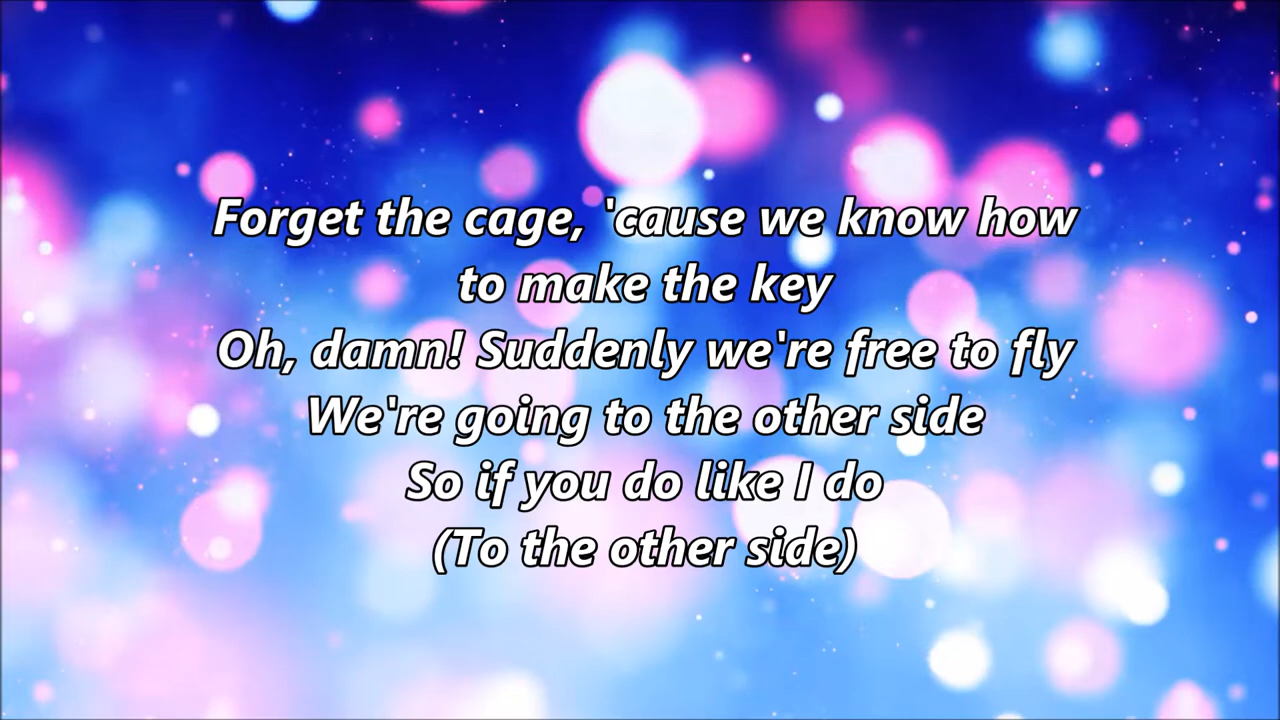 Forget the cage, 'cause we know how
to make the key
Oh, damn! Suddenly we're free to fly
We're going to the other side
So if you do like I do
(To the other side)